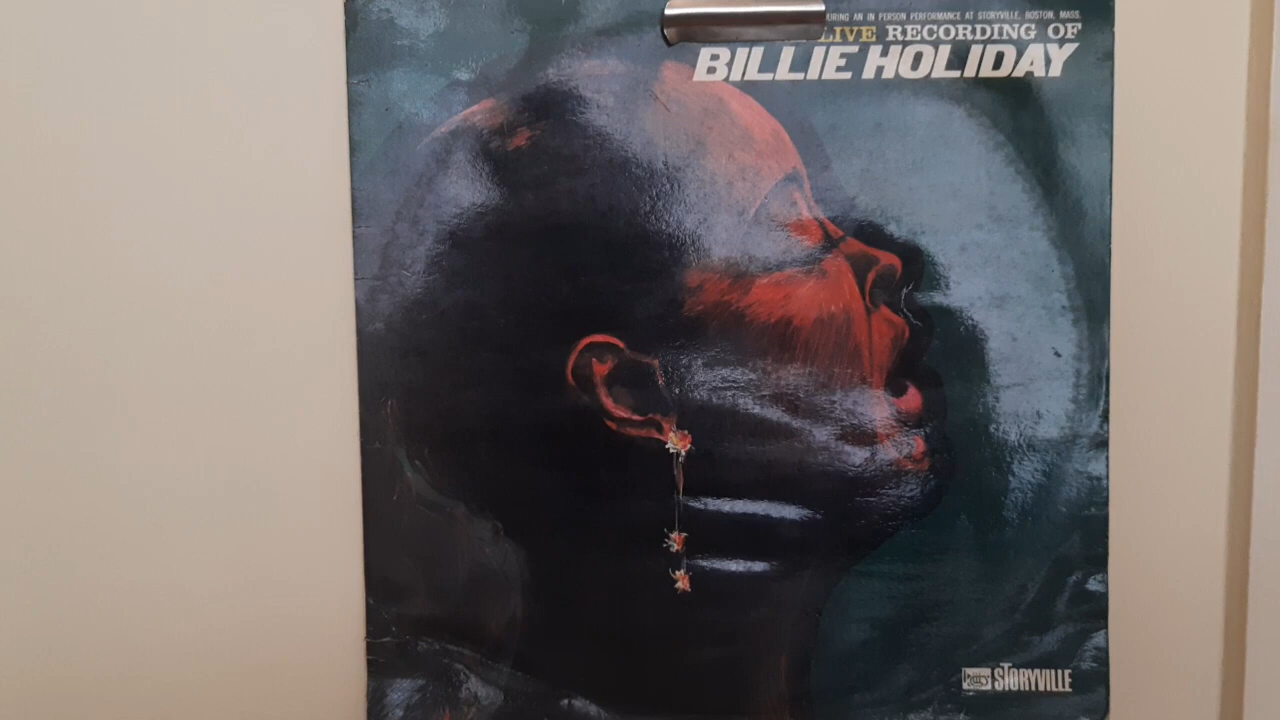 URING AN IN PERSON PERFORMANCE AT STORYVILLE, BOSTON, MASS.
LIVE RECORDING OF
BILLIE HOLIDAY
STORYVILLE